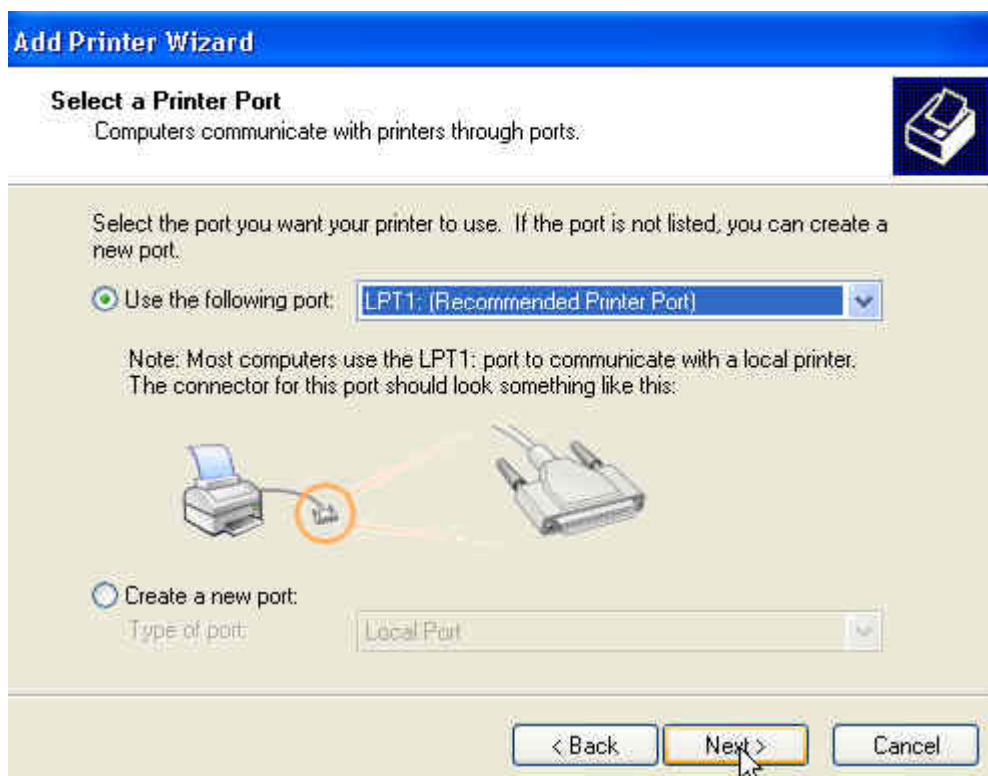 Add Printer Wizard
Select a Printer Port
Computers communicate with printers through ports.
Select the port you want your printer to use. If the port is not listed, you can create a
new port.
Use the following port: LPT1: (Recommended Printer Port)
Note: Most computers use the LPT1: port to communicate with a local printer.
The connector for this port should look something like this:
Create a new port:
Type of port: Local Port
< Back Next > Cancel